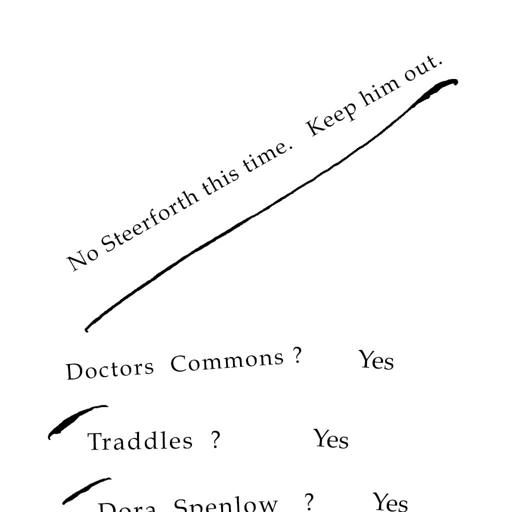 No Steerforth this time. Keep him out.
Doctors Commons ? Yes
Traddles ? Yes
Dora Spenlow ? Yes